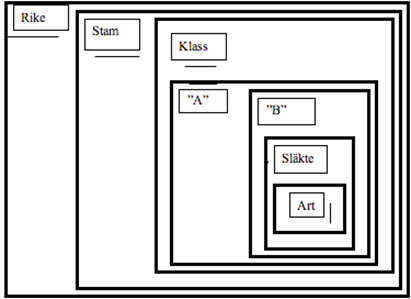 Rike
Stam
Klass
”A”
”B”
Släkte
Art